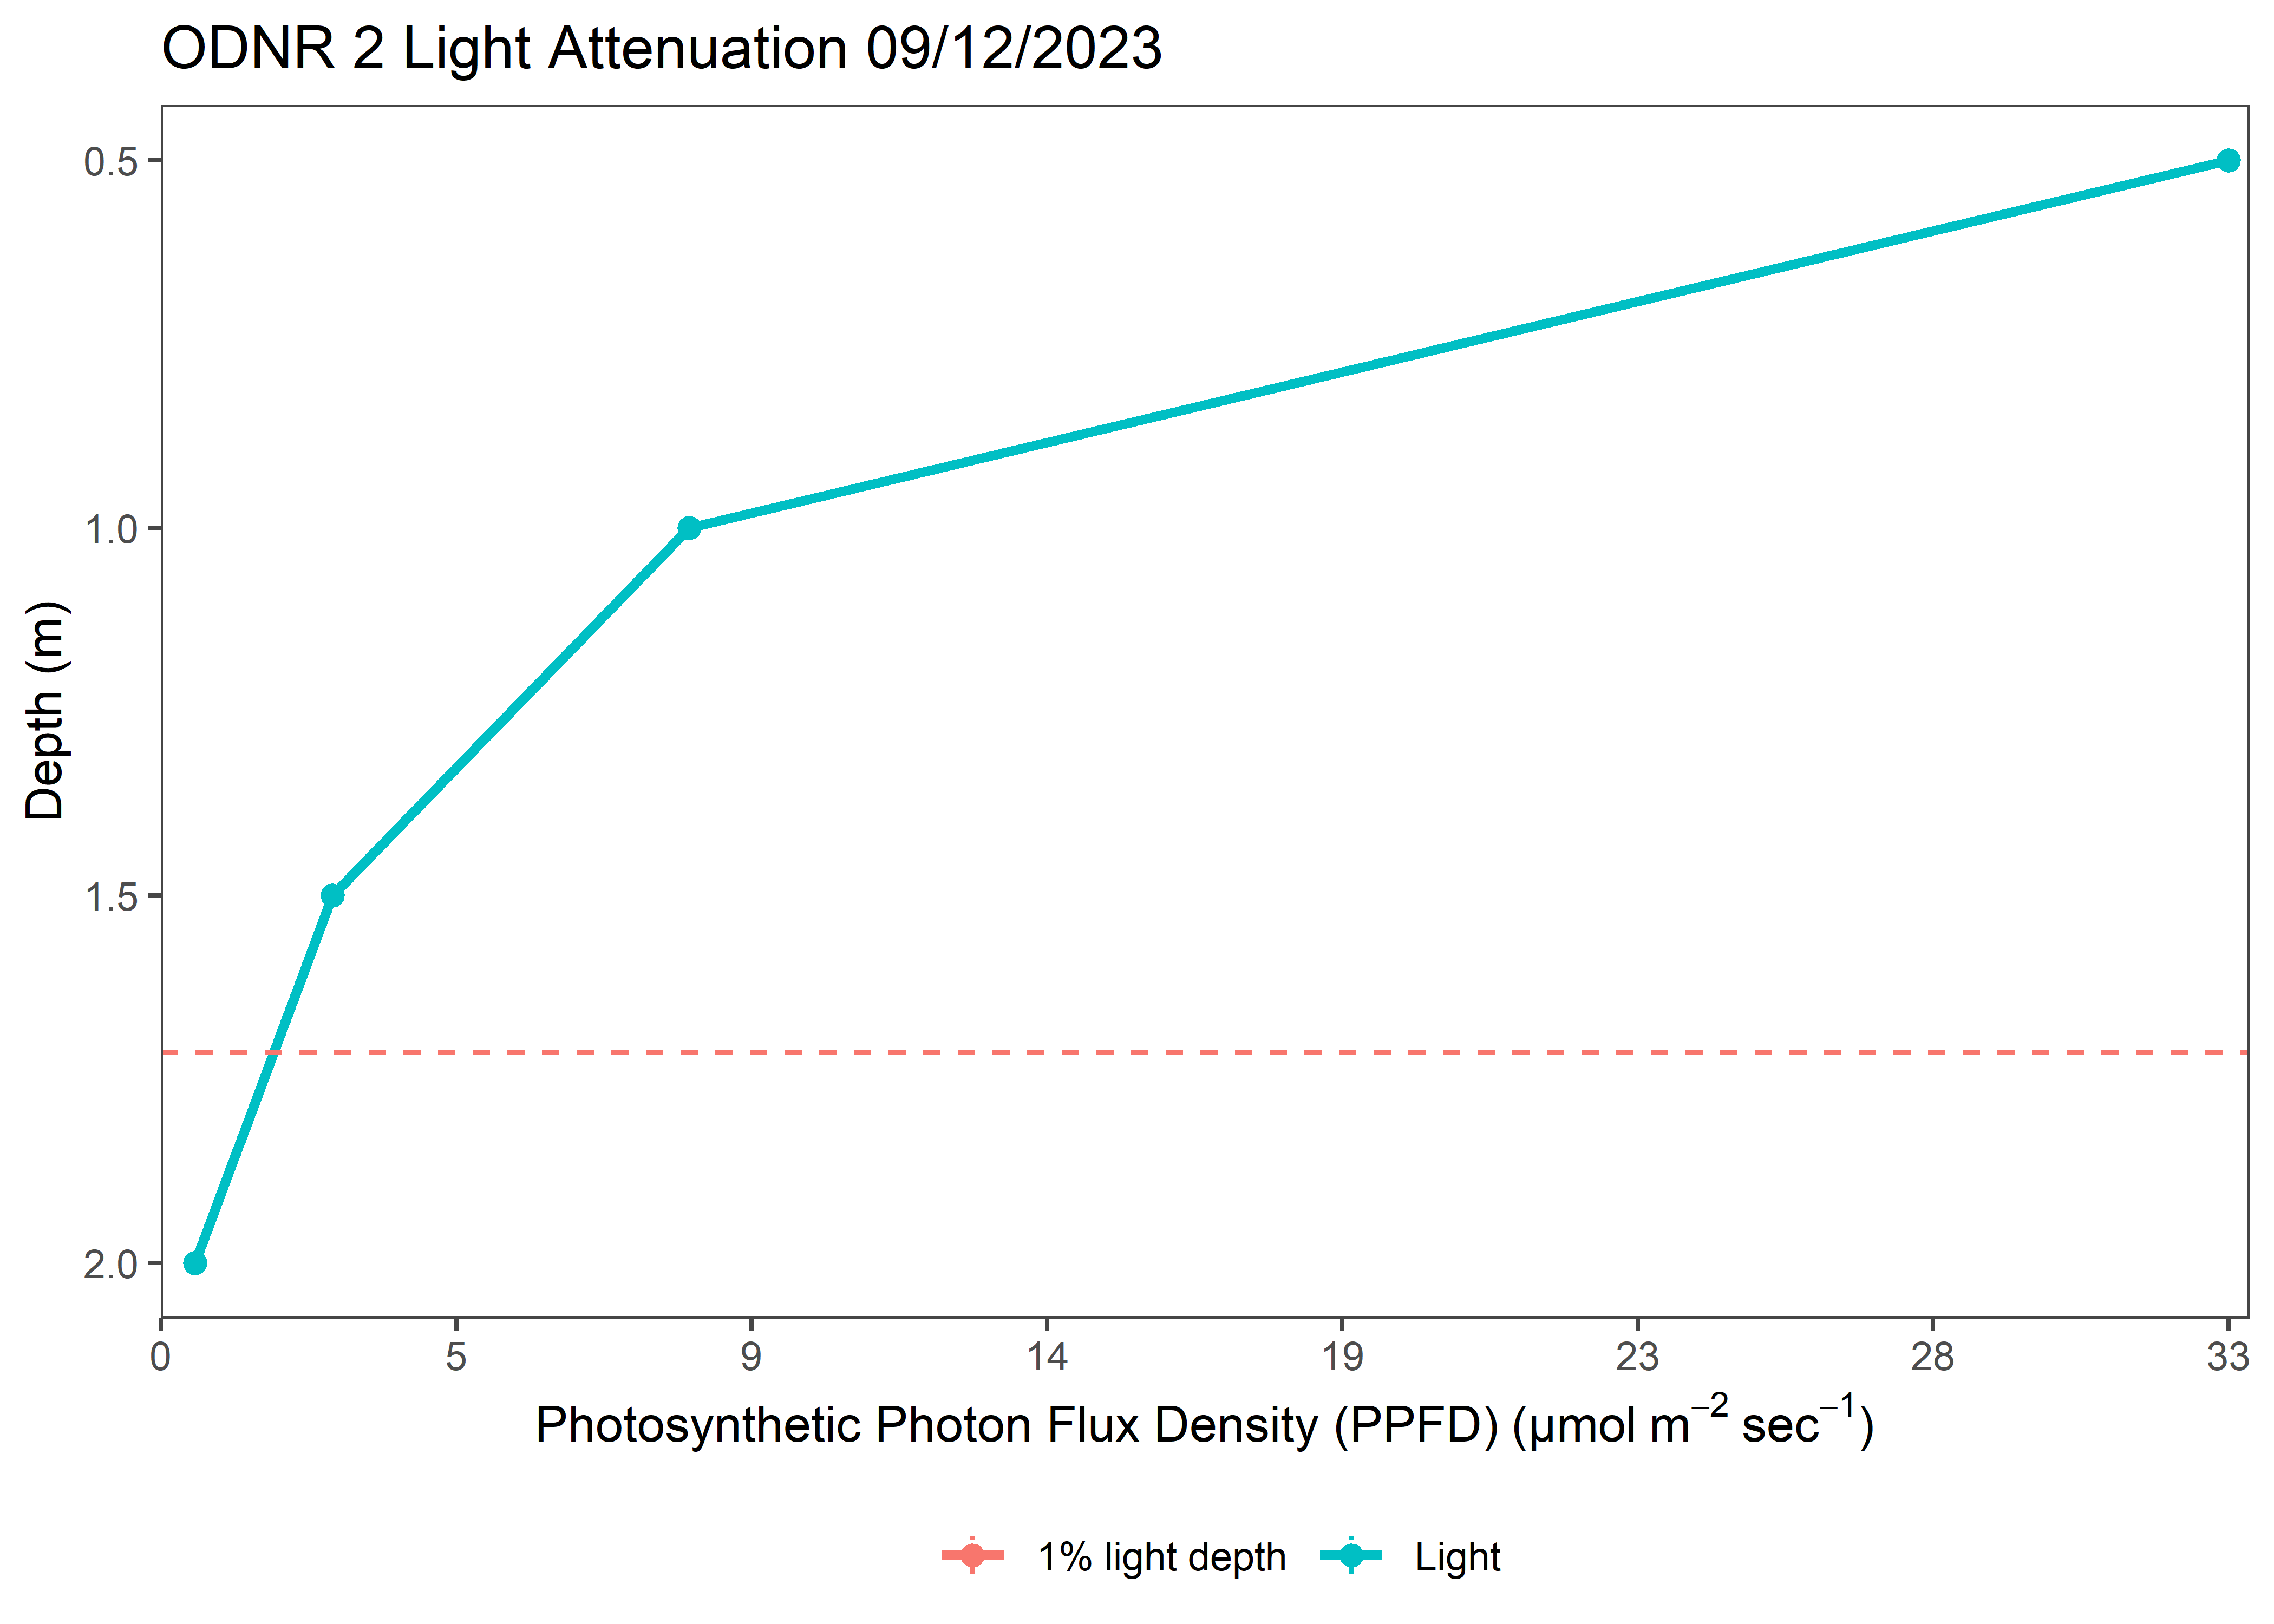 ODNR 2 Light Attenuation 09/12/2023
0.5
1.0
1.5
2.0
Depth (m)
0 5 9 14 19 23 28 33
Photosynthetic Photon Flux Density (PPFD) (μmol m⁻² sec⁻¹)
1% light depth Light